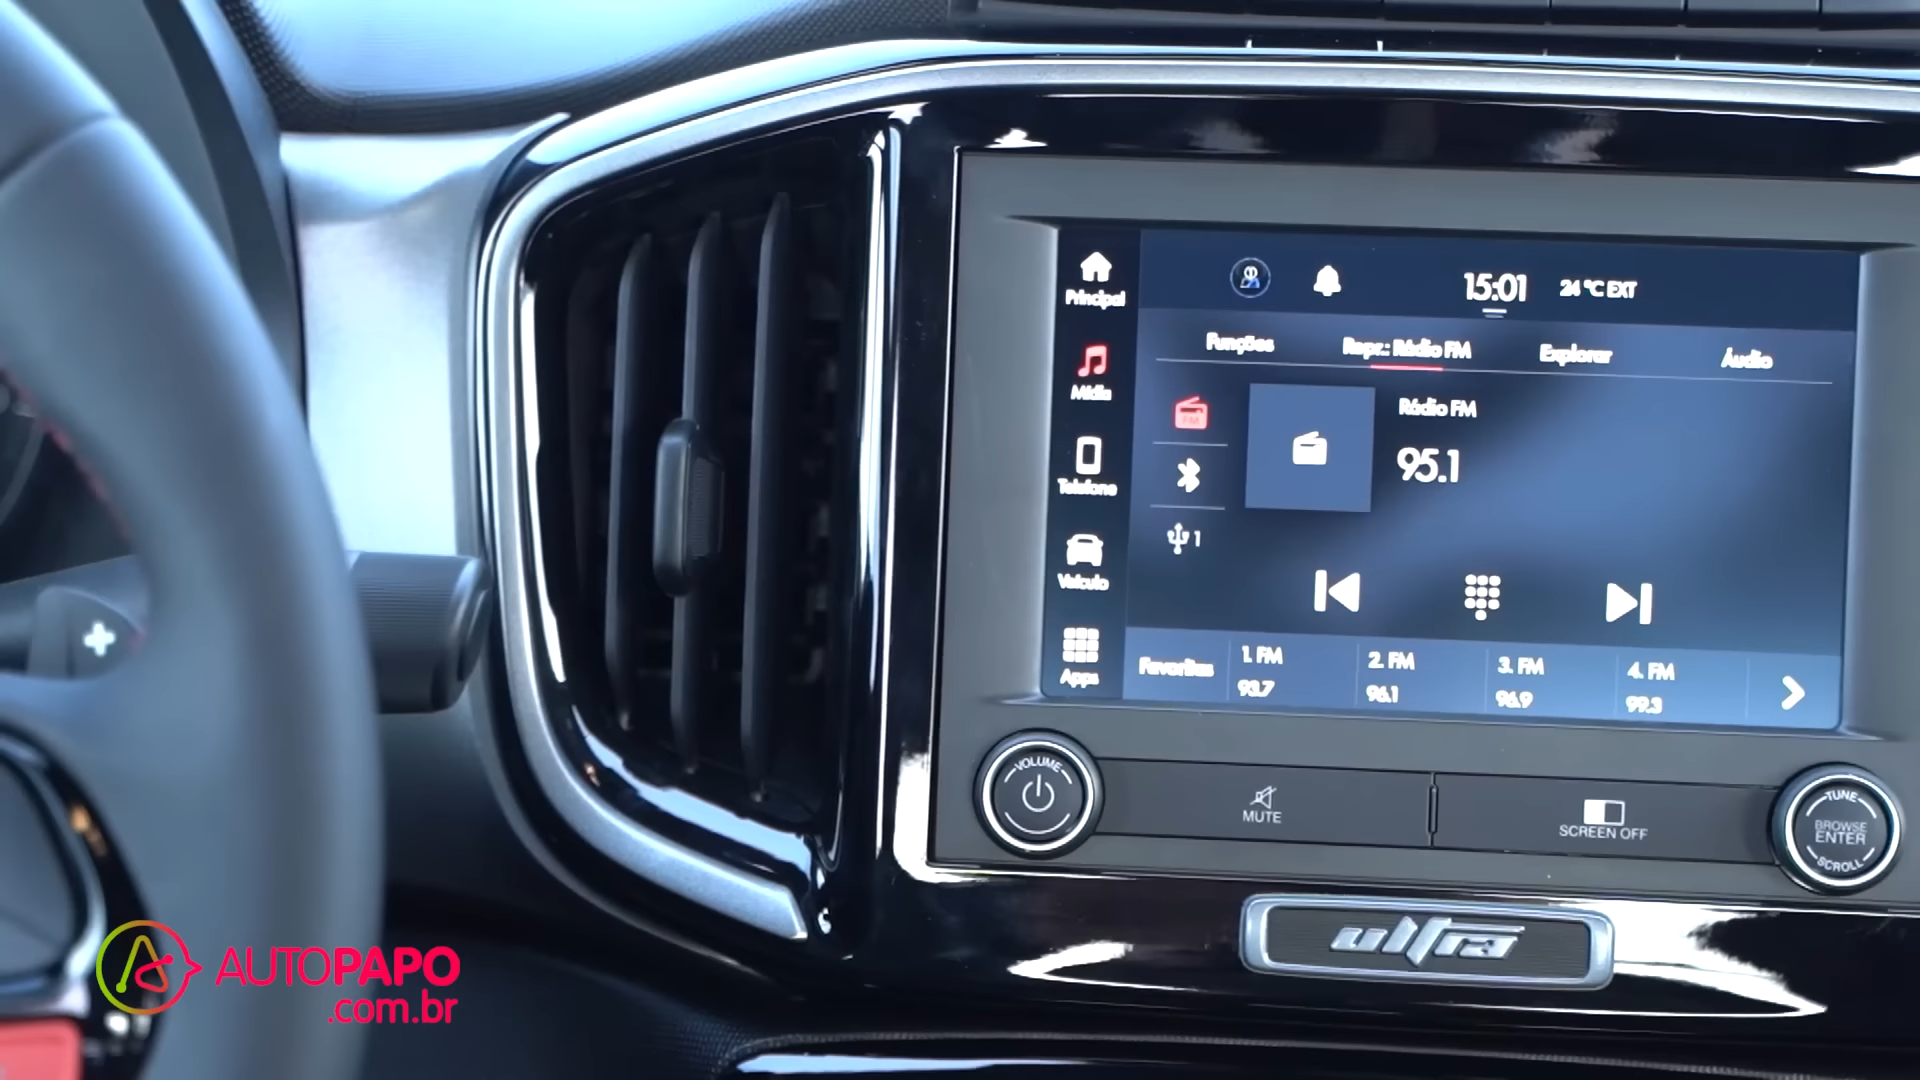 15:01
24 °C EXT
Principal
Mídia
Telefone
Veículo
Apps
Funções
Repr.: Rádio FM
Explorar
Áudio
FM
Rádio FM
95.1
1
Favoritas
1. FM
93.7
2. FM
96.1
3. FM
96.9
4. FM
99.3
VOLUME
MUTE
SCREEN OFF
TUNE
BROWSE
ENTER
SCROLL
ultra
+
AUTOPAPO
.com.br